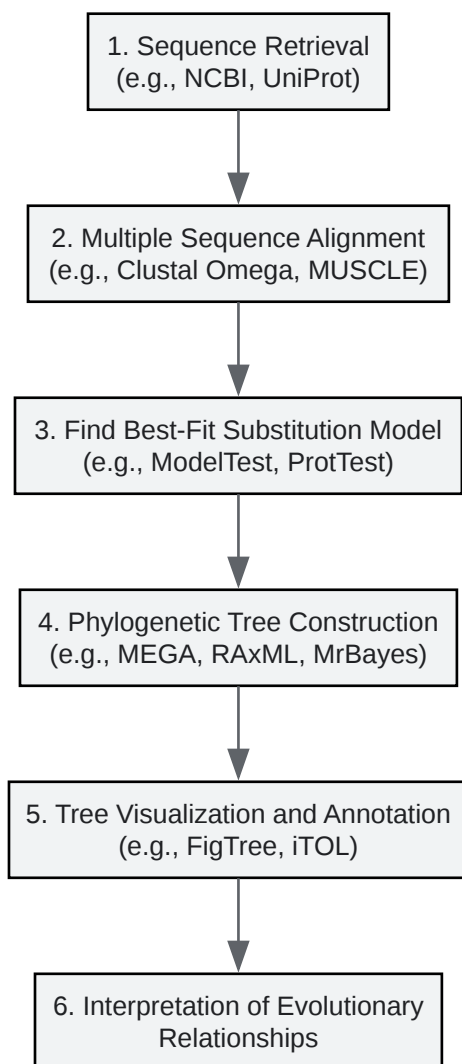 1. Sequence Retrieval
(e.g., NCBI, UniProt)
2. Multiple Sequence Alignment
(e.g., Clustal Omega, MUSCLE)
3. Find Best-Fit Substitution Model
(e.g., ModelTest, ProtTest)
4. Phylogenetic Tree Construction
(e.g., MEGA, RAxML, MrBayes)
5. Tree Visualization and Annotation
(e.g., FigTree, iTOL)
6. Interpretation of Evolutionary
Relationships